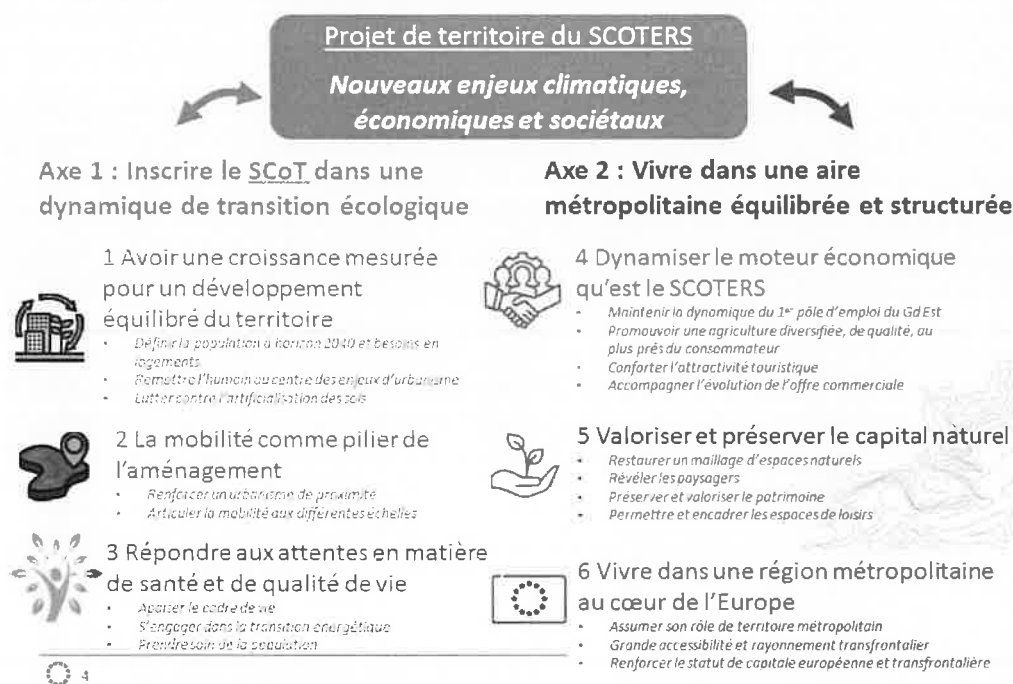 Projet de territoire du SCOTERS
Nouveaux enjeux climatiques,
économiques et sociétaux
Axe 1 : Inscrire le SCoT dans une
dynamique de transition écologique
1 Avoir une croissance mesurée
pour un développement
équilibré du territoire
• Définir la population à horizon 2040 et besoins en
logements
• Remettre l'humain au centre des enjeux d'urbanisme
• Lutter contre l'artificialisation des sols
2 La mobilité comme pilier de
l'aménagement
• Renforcer un urbanisme de proximité
• Articuler la mobilité aux différentes échelles
3 Répondre aux attentes en matière
de santé et de qualité de vie
• Apaiser le cadre de vie
• S'engager dans la transition énergétique
• Prendre soin de la population
Axe 2 : Vivre dans une aire
métropolitaine équilibrée et structurée
4 Dynamiser le moteur économique
qu'est le SCOTERS
• Maintenir la dynamique du 1er pôle d'emploi du Gd Est
• Promouvoir une agriculture diversifiée, de qualité, au
plus près du consommateur
• Conforter l'attractivité touristique
• Accompagner l'évolution de l'offre commerciale
5 Valoriser et préserver le capital naturel
• Restaurer un maillage d'espaces naturels
• Révéler les paysagers
• Préserver et valoriser le patrimoine
• Permettre et encadrer les espaces de loisirs
6 Vivre dans une région métropolitaine
au cœur de l'Europe
• Assumer son rôle de territoire métropolitain
• Grande accessibilité et rayonnement transfrontalier
• Renforcer le statut de capitale européenne et transfrontalière
4